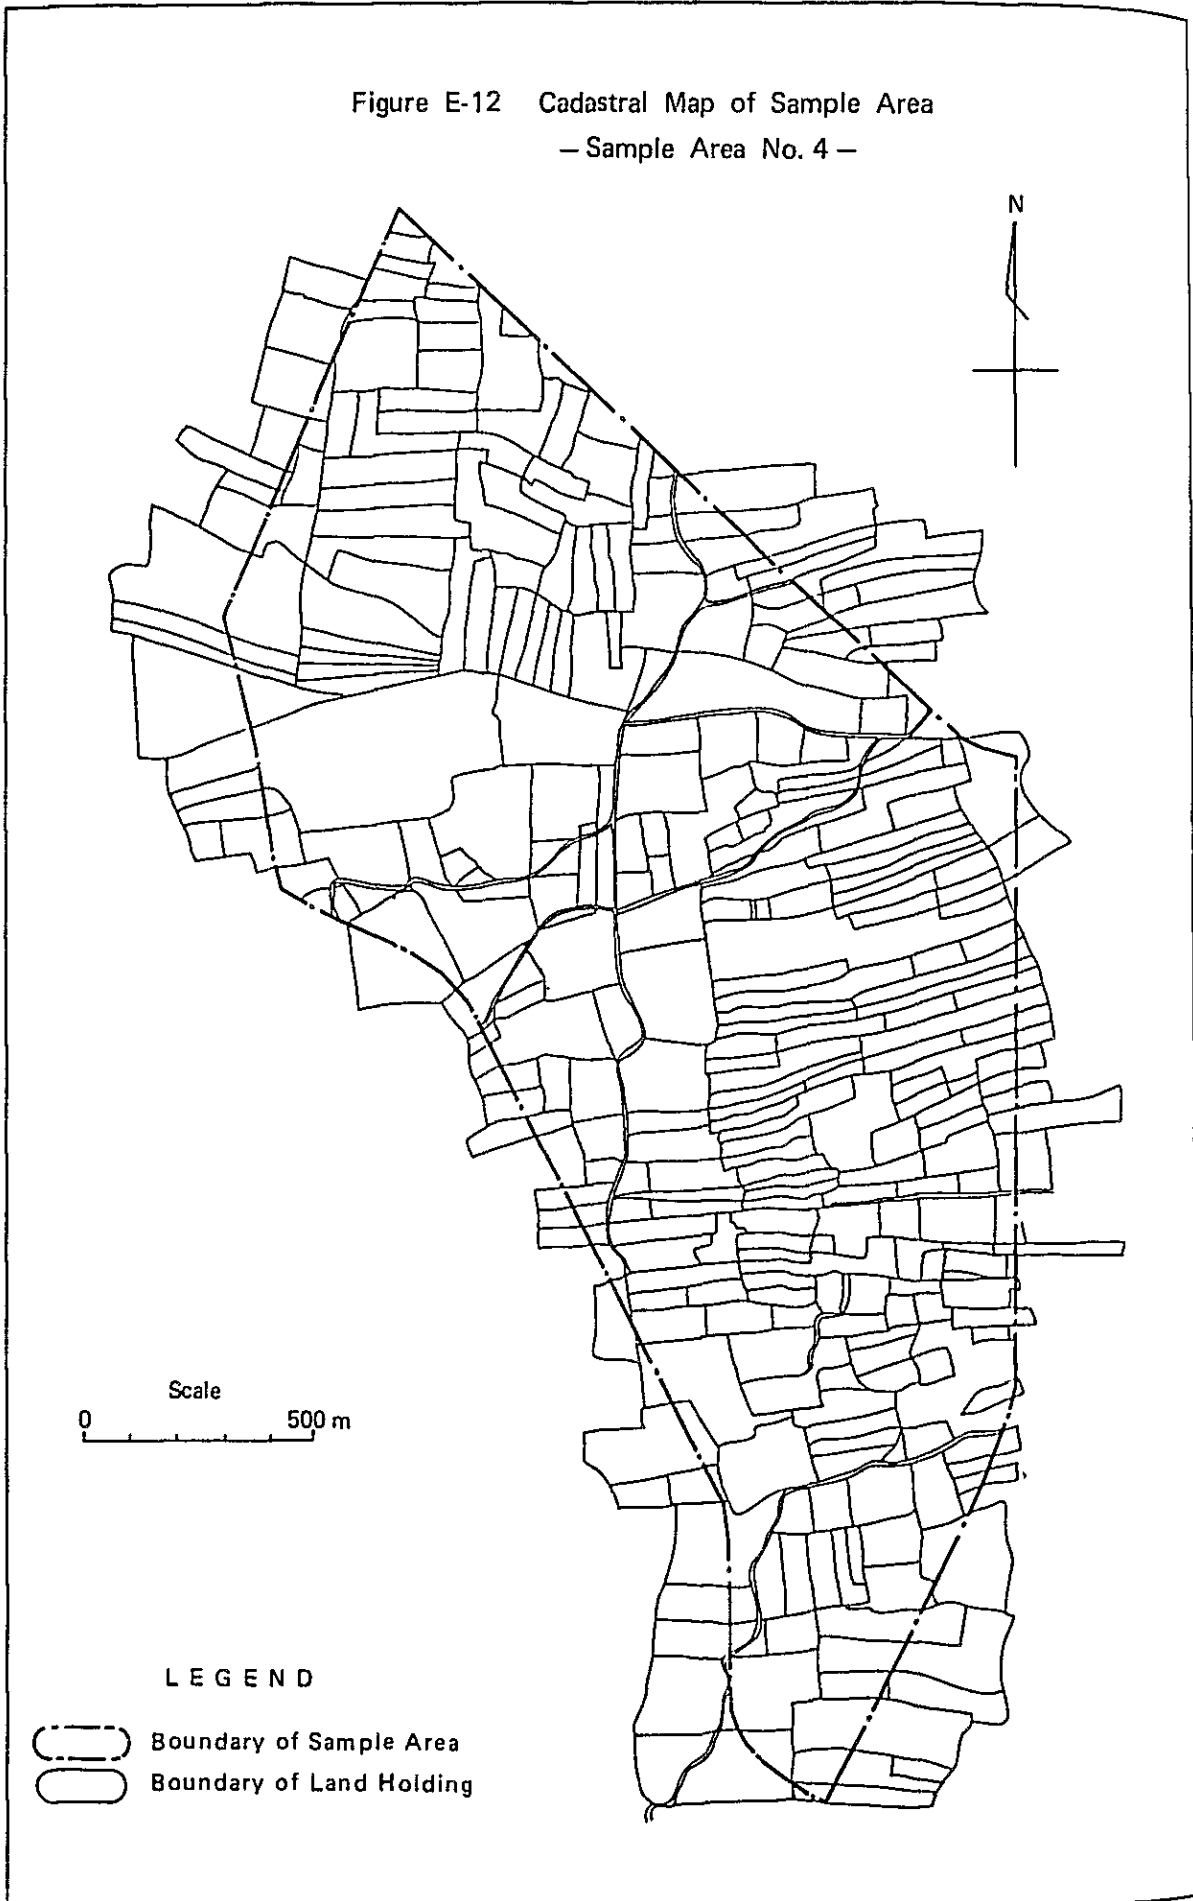 Figure E-12 Cadastral Map of Sample Area
— Sample Area No. 4 —
N
Scale
0 500 m
LEGEND
Boundary of Sample Area
Boundary of Land Holding